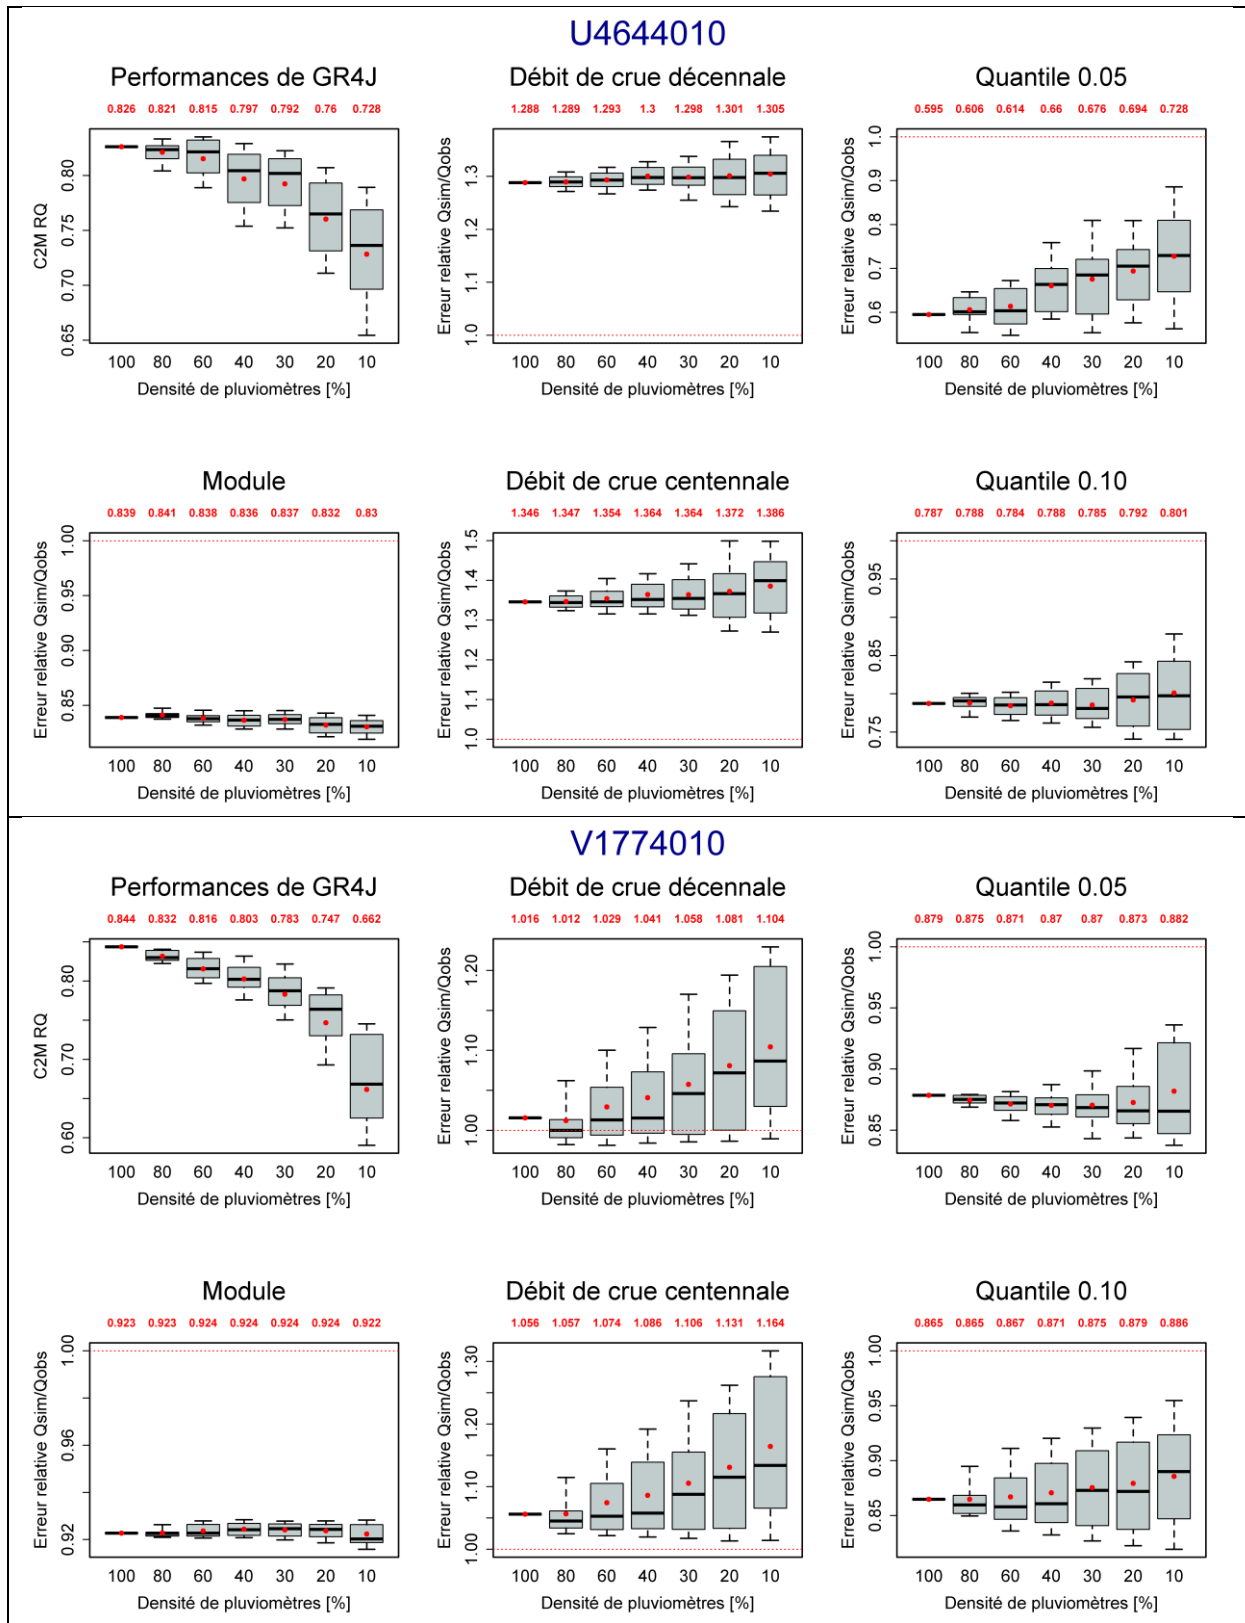 U4644010
Performances de GR4J
0.826 0.821 0.815 0.797 0.792 0.76 0.728
C2M RQ
0.80
0.75
0.70
0.65
100 80 60 40 30 20 10
Densité de pluviomètres [%]
Débit de crue décennale
1.288 1.289 1.293 1.3 1.298 1.301 1.305
Erreur relative Qsim/Qobs
1.3
1.2
1.1
1.0
100 80 60 40 30 20 10
Densité de pluviomètres [%]
Quantile 0.05
0.595 0.606 0.614 0.66 0.676 0.694 0.728
Erreur relative Qsim/Qobs
1.0
0.9
0.8
0.7
0.6
100 80 60 40 30 20 10
Densité de pluviomètres [%]
Module
0.839 0.841 0.838 0.836 0.837 0.832 0.83
Erreur relative Qsim/Qobs
1.00
0.95
0.90
0.85
100 80 60 40 30 20 10
Densité de pluviomètres [%]
Débit de crue centennale
1.346 1.347 1.354 1.364 1.364 1.372 1.386
Erreur relative Qsim/Qobs
1.5
1.4
1.3
1.2
1.1
1.0
100 80 60 40 30 20 10
Densité de pluviomètres [%]
Quantile 0.10
0.787 0.788 0.784 0.788 0.785 0.792 0.801
Erreur relative Qsim/Qobs
0.95
0.85
0.75
100 80 60 40 30 20 10
Densité de pluviomètres [%]
V1774010
Performances de GR4J
0.844 0.832 0.816 0.803 0.783 0.747 0.662
C2M RQ
0.80
0.70
0.60
100 80 60 40 30 20 10
Densité de pluviomètres [%]
Débit de crue décennale
1.016 1.012 1.029 1.041 1.058 1.081 1.104
Erreur relative Qsim/Qobs
1.20
1.10
1.00
100 80 60 40 30 20 10
Densité de pluviomètres [%]
Quantile 0.05
0.879 0.875 0.871 0.87 0.87 0.873 0.882
Erreur relative Qsim/Qobs
1.00
0.95
0.90
0.85
100 80 60 40 30 20 10
Densité de pluviomètres [%]
Module
0.923 0.923 0.924 0.924 0.924 0.924 0.922
Erreur relative Qsim/Qobs
1.00
0.96
0.92
100 80 60 40 30 20 10
Densité de pluviomètres [%]
Débit de crue centennale
1.056 1.057 1.074 1.086 1.106 1.131 1.164
Erreur relative Qsim/Qobs
1.30
1.20
1.10
1.00
100 80 60 40 30 20 10
Densité de pluviomètres [%]
Quantile 0.10
0.865 0.865 0.867 0.871 0.875 0.879 0.886
Erreur relative Qsim/Qobs
1.00
0.95
0.90
0.85
100 80 60 40 30 20 10
Densité de pluviomètres [%]